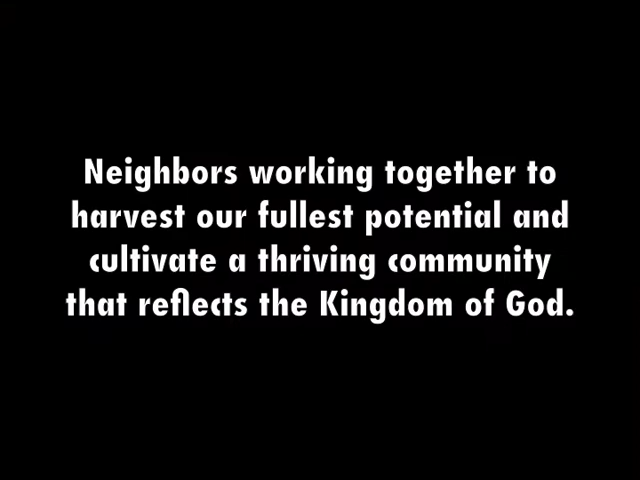 Neighbors working together to
harvest our fullest potential and
cultivate a thriving community
that reflects the Kingdom of God.